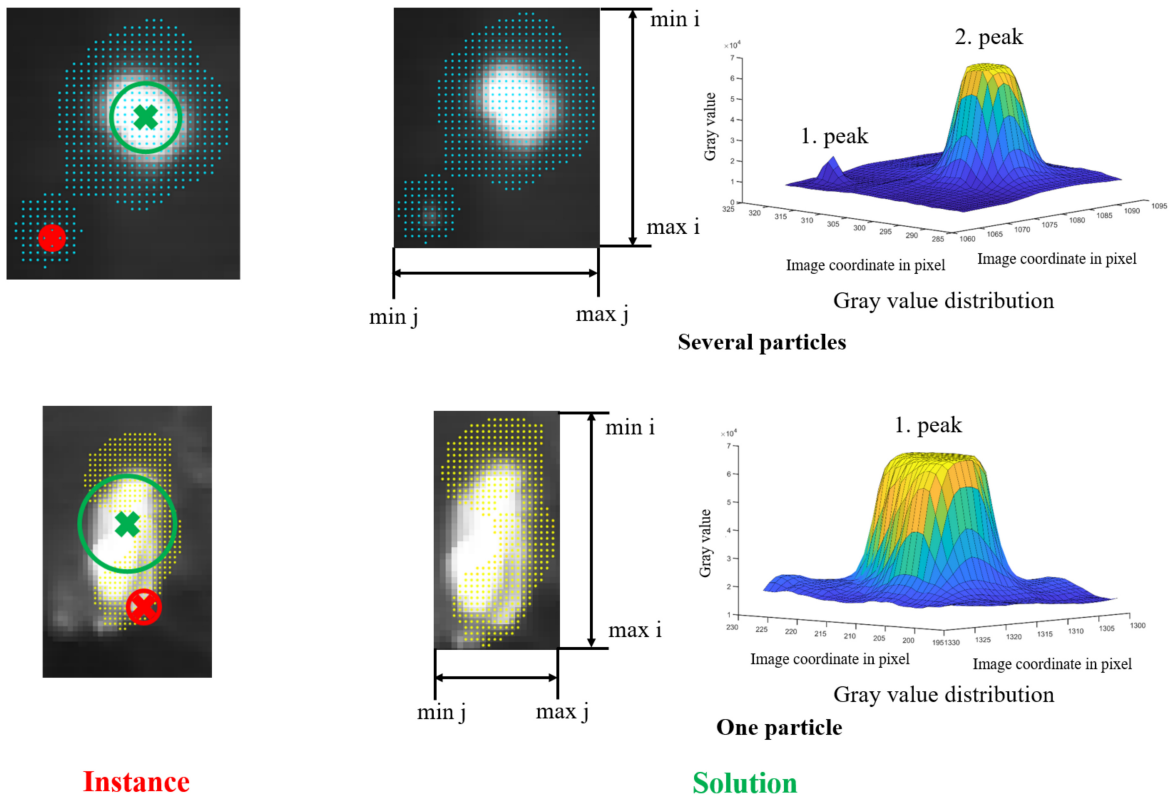 min i
max i
min j
max j
2. peak
1. peak
×10⁴
Gray value
7
6
5
4
3
2
1
0
325
320
315
310
305
300
295
290
285
1060
1065
1070
1075
1080
1085
1090
1095
Image coordinate in pixel
Image coordinate in pixel
Gray value distribution
Several particles
min i
max i
min j
max j
1. peak
×10⁴
Gray value
7
6
5
4
3
2
1
230
225
220
215
210
205
200
1951330
1325
1320
1315
1310
1305
1300
Image coordinate in pixel
Image coordinate in pixel
Gray value distribution
One particle
Instance
Solution